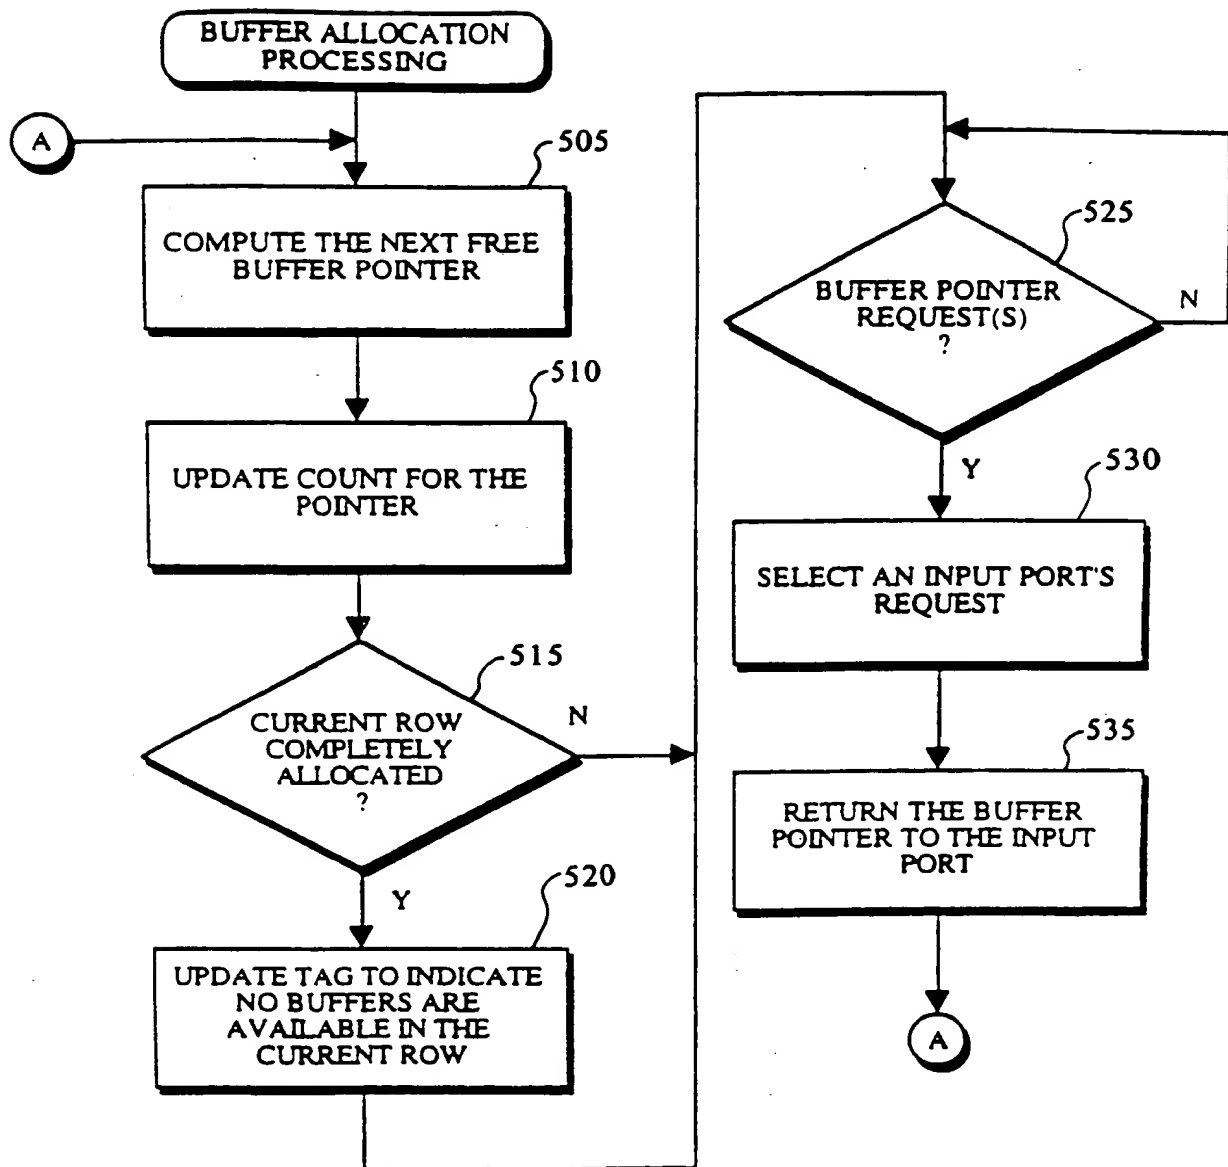 BUFFER ALLOCATION
PROCESSING
A
505
COMPUTE THE NEXT FREE
BUFFER POINTER
510
UPDATE COUNT FOR THE
POINTER
515
CURRENT ROW
COMPLETELY
ALLOCATED
?
N
Y
520
UPDATE TAG TO INDICATE
NO BUFFERS ARE
AVAILABLE IN THE
CURRENT ROW
525
BUFFER POINTER
REQUEST(S)
?
N
Y
530
SELECT AN INPUT PORT'S
REQUEST
535
RETURN THE BUFFER
POINTER TO THE INPUT
PORT
A